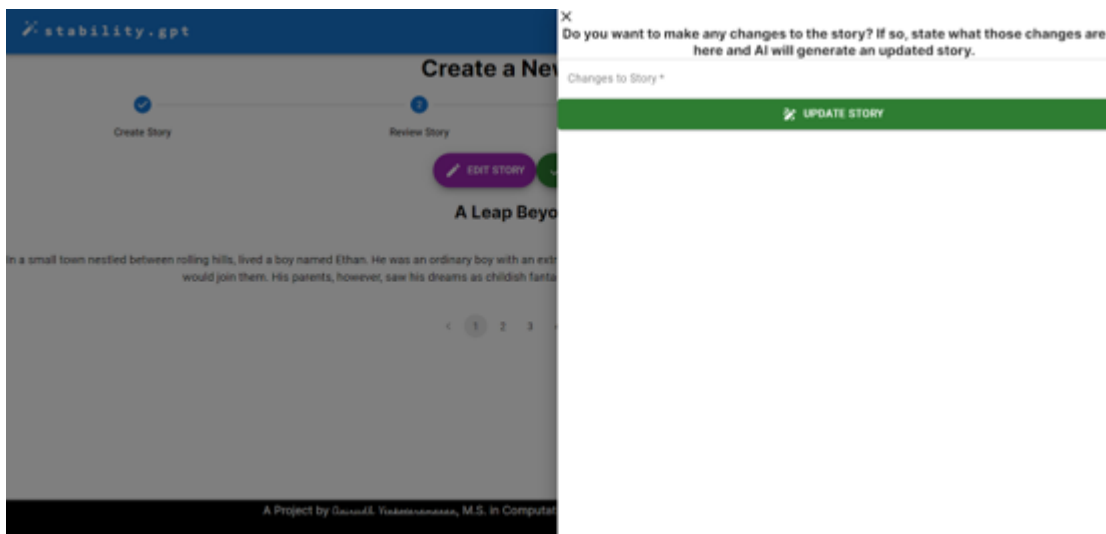 stability.gpt
Create a Nev
Create Story
2
Review Story
EDIT STORY
A Leap Beyo
In a small town nestled between rolling hills, lived a boy named Ethan. He was an ordinary boy with an extr
would join them. His parents, however, saw his dreams as childish fanta
< 1 2 3
A Project by M.S. in Computat
Do you want to make any changes to the story? If so, state what those changes are
here and AI will generate an updated story.
Changes to Story *
UPDATE STORY